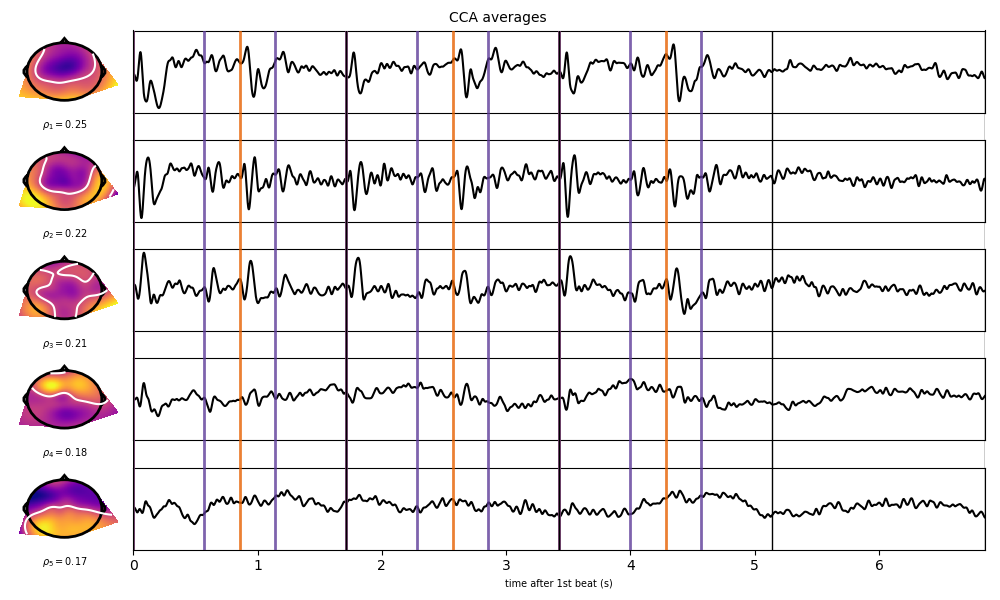 CCA averages
ρ₁ = 0.25
ρ₂ = 0.22
ρ₃ = 0.21
ρ₄ = 0.18
ρ₅ = 0.17
0 1 2 3 4 5 6
time after 1st beat (s)